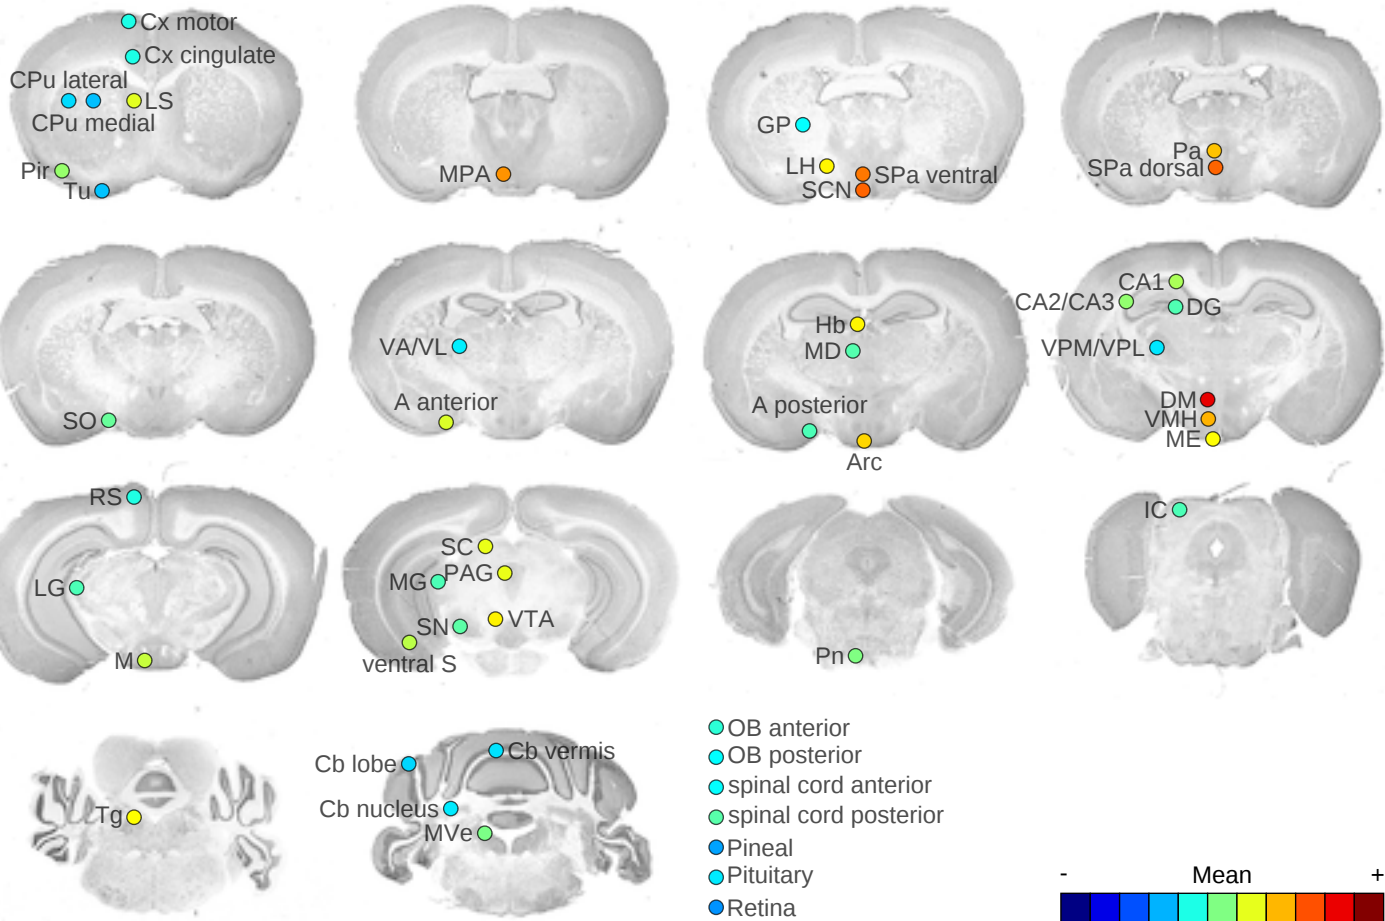 Cx motor
Cx cingulate
CPu lateral
LS
CPu medial
Pir
Tu
MPA
GP
LH
SPa ventral
SCN
Pa
SPa dorsal
SO
VA/VL
A anterior
Hb
MD
A posterior
Arc
CA1
CA2/CA3
DG
VPM/VPL
DM
VMH
ME
RS
LG
M
SC
MG
PAG
SN
VTA
ventral S
Pn
IC
Tg
Cb lobe
Cb vermis
Cb nucleus
MVe
OB anterior
OB posterior
spinal cord anterior
spinal cord posterior
Pineal
Pituitary
Retina
- Mean +